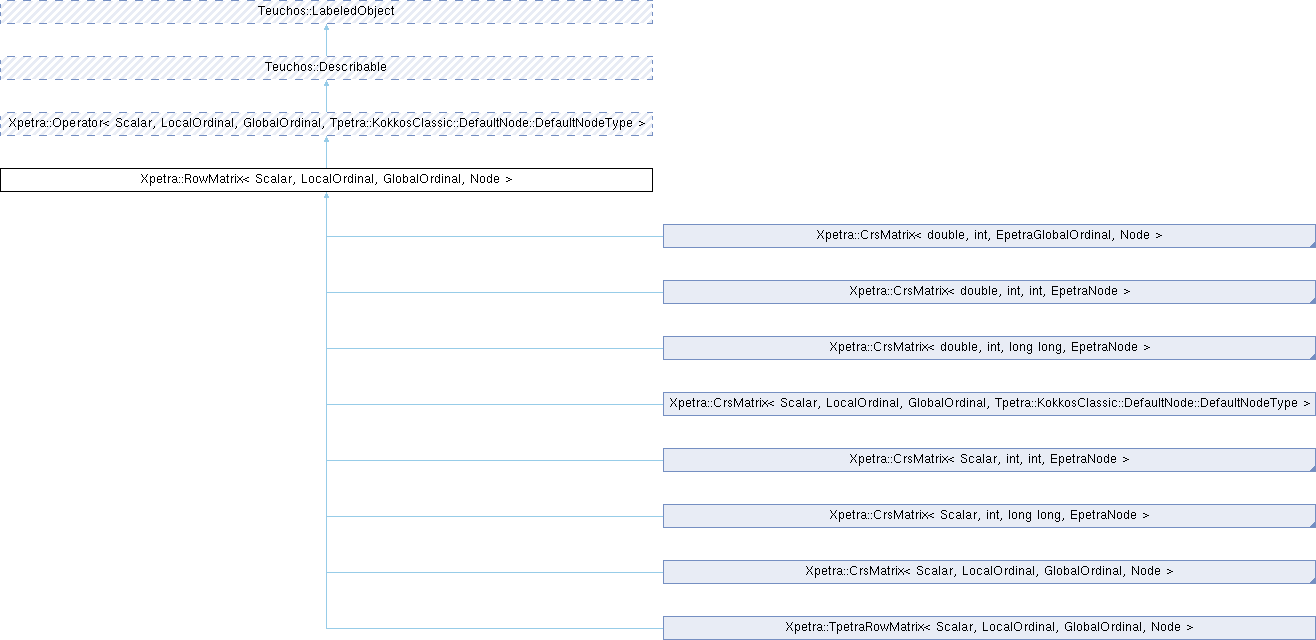 Teuchos::LabeledObject
Teuchos::Describable
Xpetra::Operator< Scalar, LocalOrdinal, GlobalOrdinal, Tpetra::KokkosClassic::DefaultNode::DefaultNodeType >
Xpetra::RowMatrix< Scalar, LocalOrdinal, GlobalOrdinal, Node >
Xpetra::CrsMatrix< double, int, EpetraGlobalOrdinal, Node >
Xpetra::CrsMatrix< double, int, int, EpetraNode >
Xpetra::CrsMatrix< double, int, long long, EpetraNode >
Xpetra::CrsMatrix< Scalar, LocalOrdinal, GlobalOrdinal, Tpetra::KokkosClassic::DefaultNode::DefaultNodeType >
Xpetra::CrsMatrix< Scalar, int, int, EpetraNode >
Xpetra::CrsMatrix< Scalar, int, long long, EpetraNode >
Xpetra::CrsMatrix< Scalar, LocalOrdinal, GlobalOrdinal, Node >
Xpetra::TpetraRowMatrix< Scalar, LocalOrdinal, GlobalOrdinal, Node >